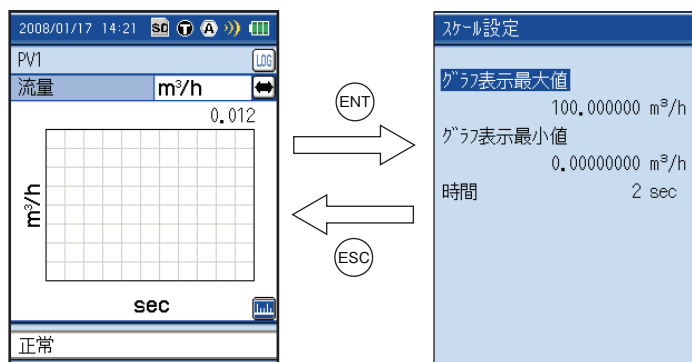 2008/01/17 14:21 SD T A
PV1 LOG
流量 m³/h
0.012
m³/h
sec
正常
ENT
ESC
スケール設定
グラフ表示最大値
100.000000 m³/h
グラフ表示最小値
0.00000000 m³/h
時間 2 sec